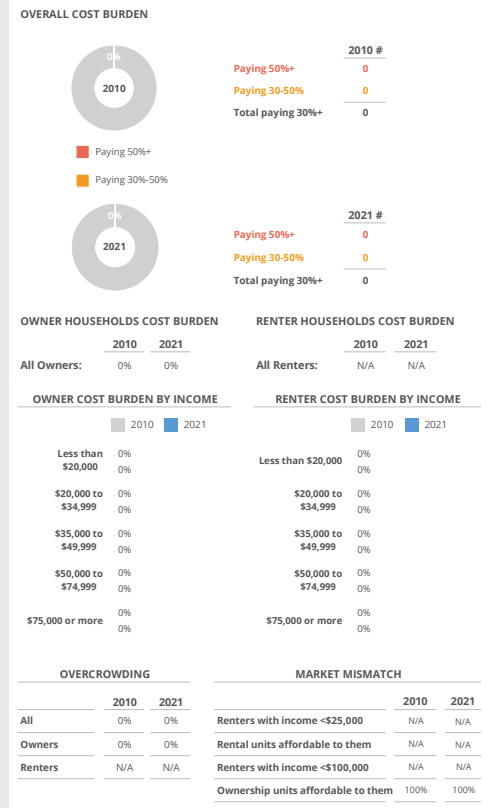 OVERALL COST BURDEN
0%
2010
2010 #
Paying 50%+ 0
Paying 30-50% 0
Total paying 30%+ 0
Paying 50%+
Paying 30%-50%
0%
2021
2021 #
Paying 50%+ 0
Paying 30-50% 0
Total paying 30%+ 0
OWNER HOUSEHOLDS COST BURDEN
2010 2021
All Owners: 0% 0%
RENTER HOUSEHOLDS COST BURDEN
2010 2021
All Renters: N/A N/A
OWNER COST BURDEN BY INCOME
2010 2021
Less than
$20,000
0%
0%
$20,000 to
$34,999
0%
0%
$35,000 to
$49,999
0%
0%
$50,000 to
$74,999
0%
0%
$75,000 or more
0%
0%
RENTER COST BURDEN BY INCOME
2010 2021
Less than $20,000
0%
0%
$20,000 to
$34,999
0%
0%
$35,000 to
$49,999
0%
0%
$50,000 to
$74,999
0%
0%
$75,000 or more
0%
0%
OVERCROWDING
2010 2021
All 0% 0%
Owners 0% 0%
Renters N/A N/A
MARKET MISMATCH
2010 2021
Renters with income <$25,000 N/A N/A
Rental units affordable to them N/A N/A
Renters with income <$100,000 N/A N/A
Ownership units affordable to them 100% 100%